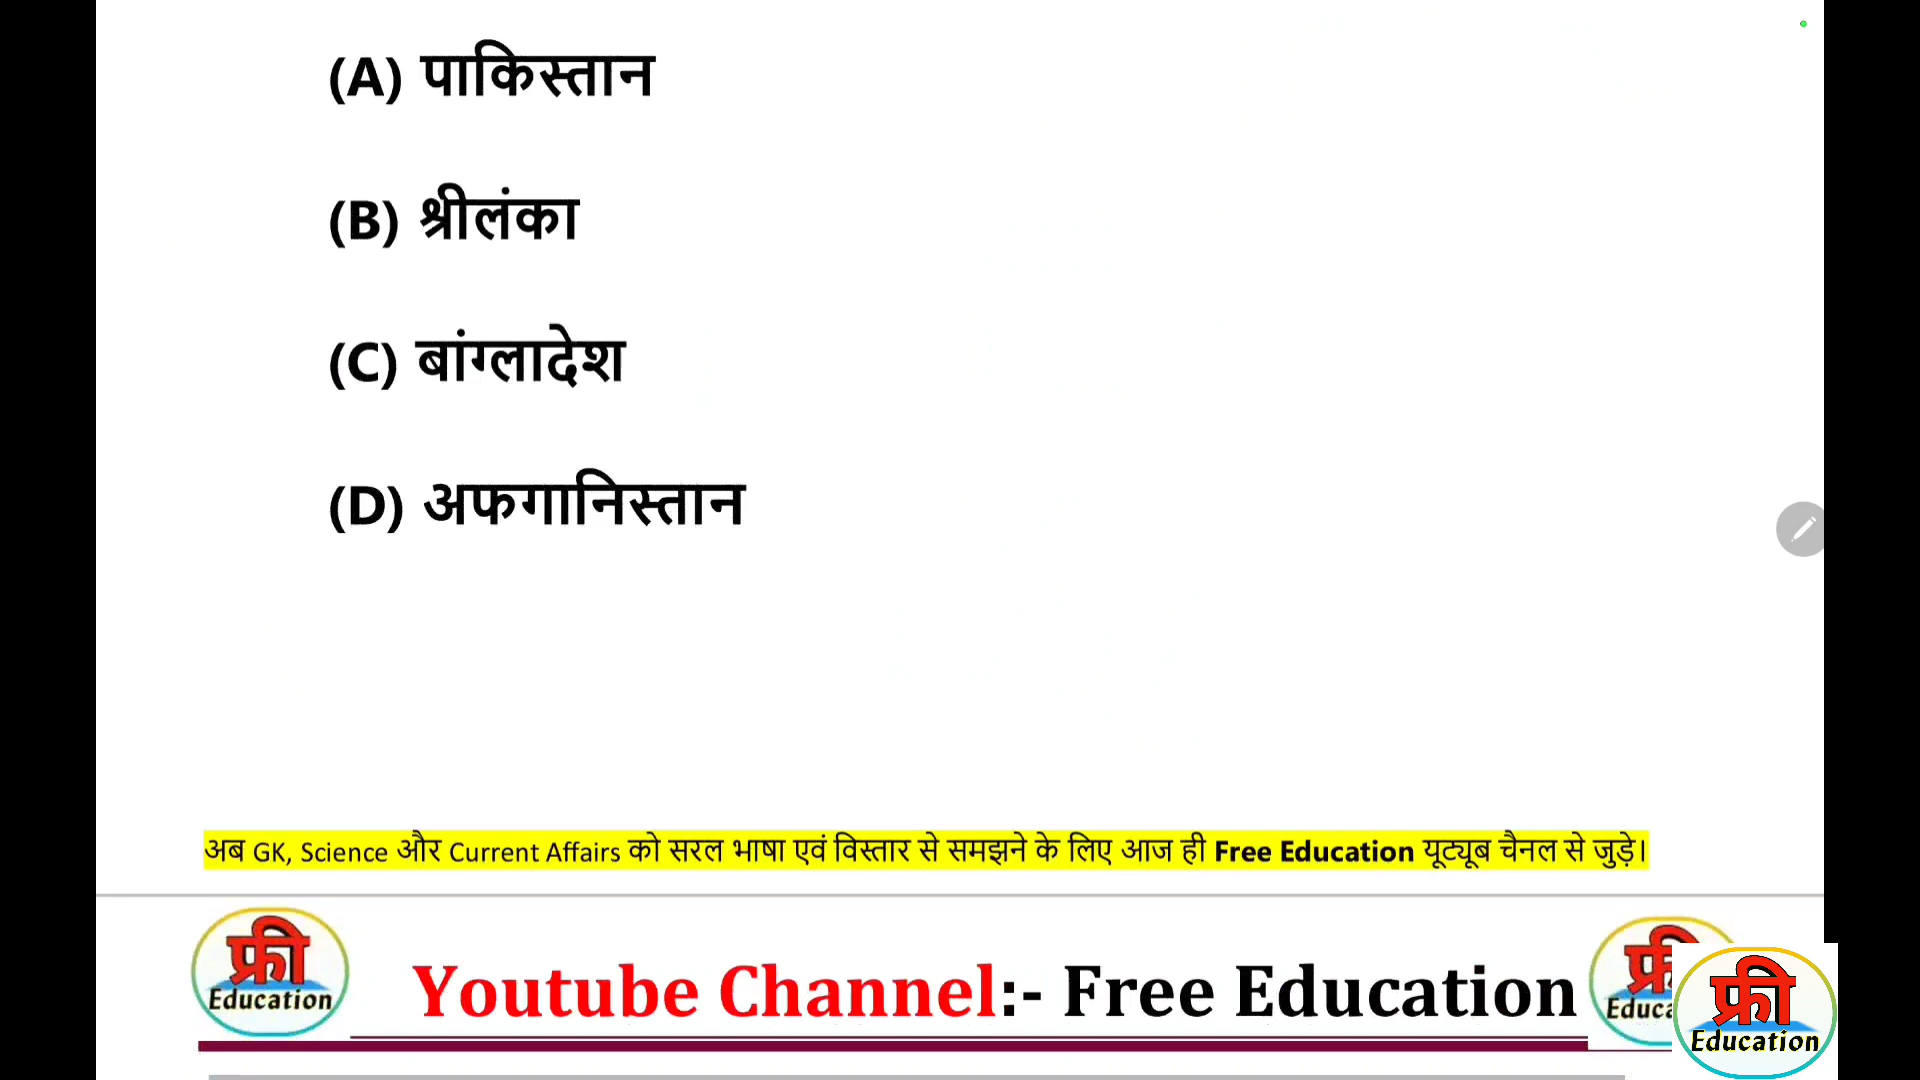 (A) पाकिस्तान
(B) श्रीलंका
(C) बांग्लादेश
(D) अफगानिस्तान
अब GK, Science और Current Affairs को सरल भाषा एवं विस्तार से समझने के लिए आज ही Free Education यूट्यूब चैनल से जुड़े।
फ्री
Education
Youtube Channel:- Free Education
फ्री
Educa
फ्री
Education